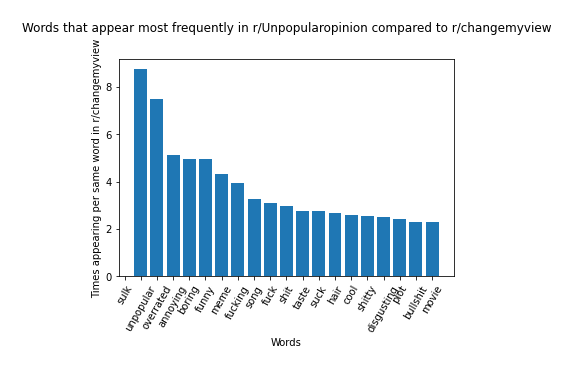 Words that appear most frequently in r/Unpopularopinion compared to r/changemyview
Times appearing per same word in r/changemyview
8
6
4
2
0
sulk
unpopular
overrated
annoying
boring
funny
meme
fucking
song
fuck
shit
taste
suck
hair
cool
shitty
disgusting
plot
bullshit
movie
Words